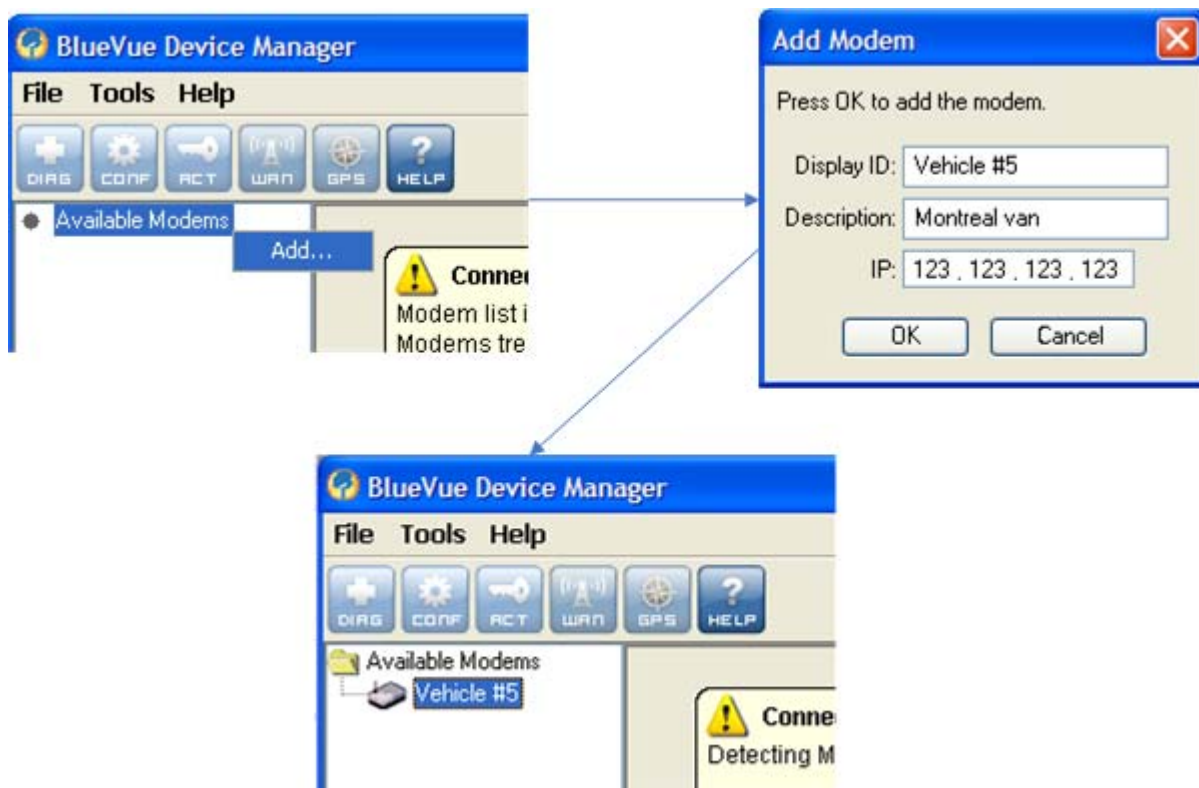 BlueVue Device Manager
File Tools Help
DIAG CONF ACT WAN GPS HELP
Available Modems
Add...
Modem list i
Modems tre
Add Modem
Press OK to add the modem.
Display ID: Vehicle #5
Description: Montreal van
IP: 123 . 123 . 123 . 123
OK Cancel
BlueVue Device Manager
File Tools Help
DIAG CONF ACT WAN GPS HELP
Available Modems
Vehicle #5
Conne
Detecting M